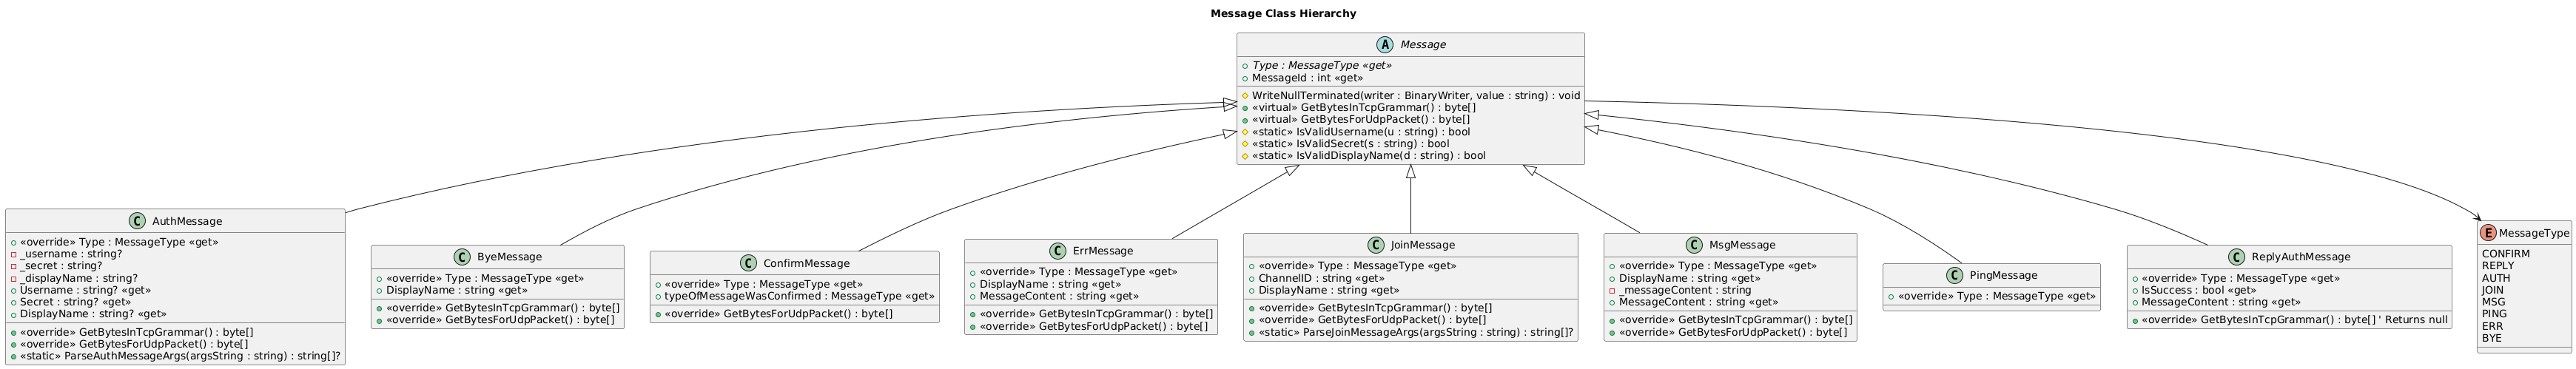 Message Class Hierarchy
A Message
Type : MessageType «get»
MessageId : int «get»
WriteNullTerminated(writer : BinaryWriter, value : string) : void
«virtual» GetBytesInTcpGrammar() : byte[]
«virtual» GetBytesForUdpPacket() : byte[]
«static» IsValidUsername(u : string) : bool
«static» IsValidSecret(s : string) : bool
«static» IsValidDisplayName(d : string) : bool
C AuthMessage
«override» Type : MessageType «get»
_username : string?
_secret : string?
_displayName : string?
Username : string? «get»
Secret : string? «get»
DisplayName : string? «get»
«override» GetBytesInTcpGrammar() : byte[]
«override» GetBytesForUdpPacket() : byte[]
«static» ParseAuthMessageArgs(argsString : string) : string[]?
C ByeMessage
«override» Type : MessageType «get»
DisplayName : string «get»
«override» GetBytesInTcpGrammar() : byte[]
«override» GetBytesForUdpPacket() : byte[]
C ConfirmMessage
«override» Type : MessageType «get»
typeOfMessageWasConfirmed : MessageType «get»
«override» GetBytesForUdpPacket() : byte[]
C ErrMessage
«override» Type : MessageType «get»
DisplayName : string «get»
MessageContent : string «get»
«override» GetBytesInTcpGrammar() : byte[]
«override» GetBytesForUdpPacket() : byte[]
C JoinMessage
«override» Type : MessageType «get»
ChannelID : string «get»
DisplayName : string «get»
«override» GetBytesInTcpGrammar() : byte[]
«override» GetBytesForUdpPacket() : byte[]
«static» ParseJoinMessageArgs(argsString : string) : string[]?
C MsgMessage
«override» Type : MessageType «get»
DisplayName : string «get»
_messageContent : string
MessageContent : string «get»
«override» GetBytesInTcpGrammar() : byte[]
«override» GetBytesForUdpPacket() : byte[]
C PingMessage
«override» Type : MessageType «get»
C ReplyAuthMessage
«override» Type : MessageType «get»
IsSuccess : bool «get»
MessageContent : string «get»
«override» GetBytesInTcpGrammar() : byte[] ' Returns null
E MessageType
CONFIRM
REPLY
AUTH
JOIN
MSG
PING
ERR
BYE